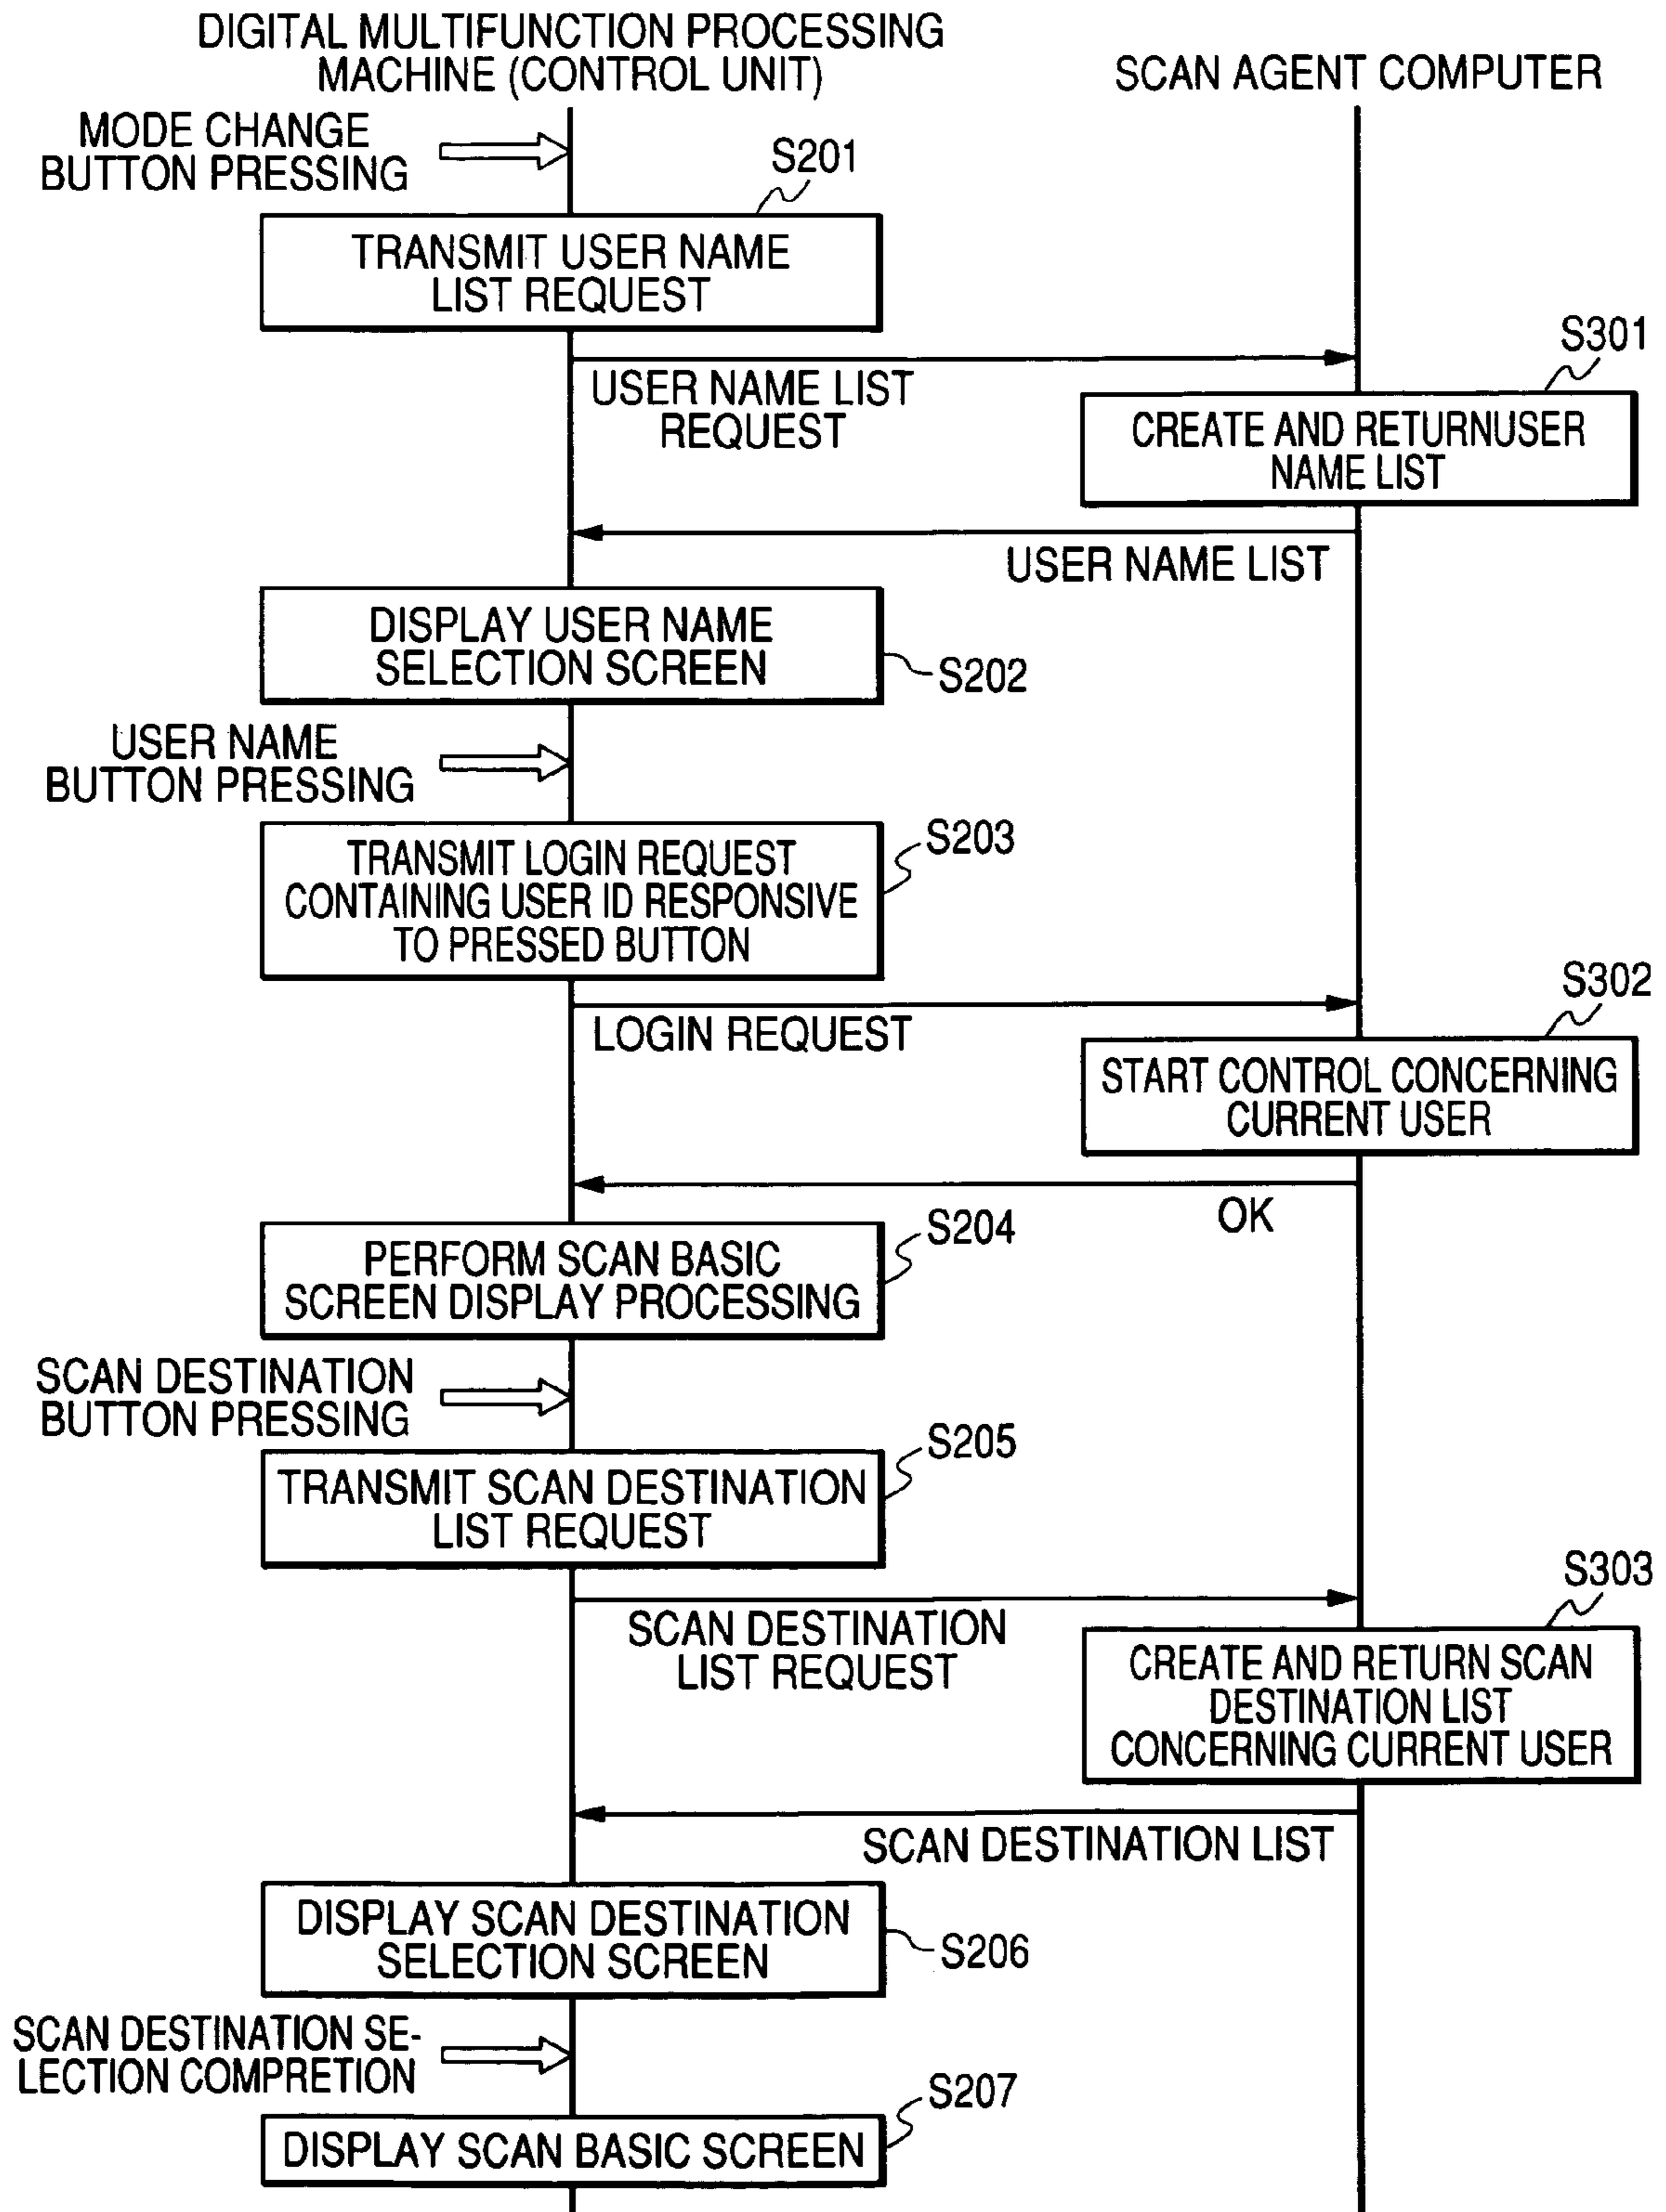 DIGITAL MULTIFUNCTION PROCESSING
MACHINE (CONTROL UNIT)
SCAN AGENT COMPUTER
MODE CHANGE
BUTTON PRESSING
S201
TRANSMIT USER NAME
LIST REQUEST
USER NAME LIST
REQUEST
S301
CREATE AND RETURNUSER
NAME LIST
USER NAME LIST
DISPLAY USER NAME
SELECTION SCREEN
S202
USER NAME
BUTTON PRESSING
S203
TRANSMIT LOGIN REQUEST
CONTAINING USER ID RESPONSIVE
TO PRESSED BUTTON
LOGIN REQUEST
S302
START CONTROL CONCERNING
CURRENT USER
OK
S204
PERFORM SCAN BASIC
SCREEN DISPLAY PROCESSING
SCAN DESTINATION
BUTTON PRESSING
S205
TRANSMIT SCAN DESTINATION
LIST REQUEST
SCAN DESTINATION
LIST REQUEST
S303
CREATE AND RETURN SCAN
DESTINATION LIST
CONCERNING CURRENT USER
SCAN DESTINATION LIST
DISPLAY SCAN DESTINATION
SELECTION SCREEN
S206
SCAN DESTINATION SE-
LECTION COMPRETION
S207
DISPLAY SCAN BASIC SCREEN